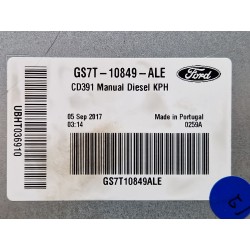 GS7T-10849-ALE
CD391 Manual Diesel KPH
Ford
05 Sep 2017
03:14
Made in Portugal
0259A
UBHT036910
GS7T10849ALE